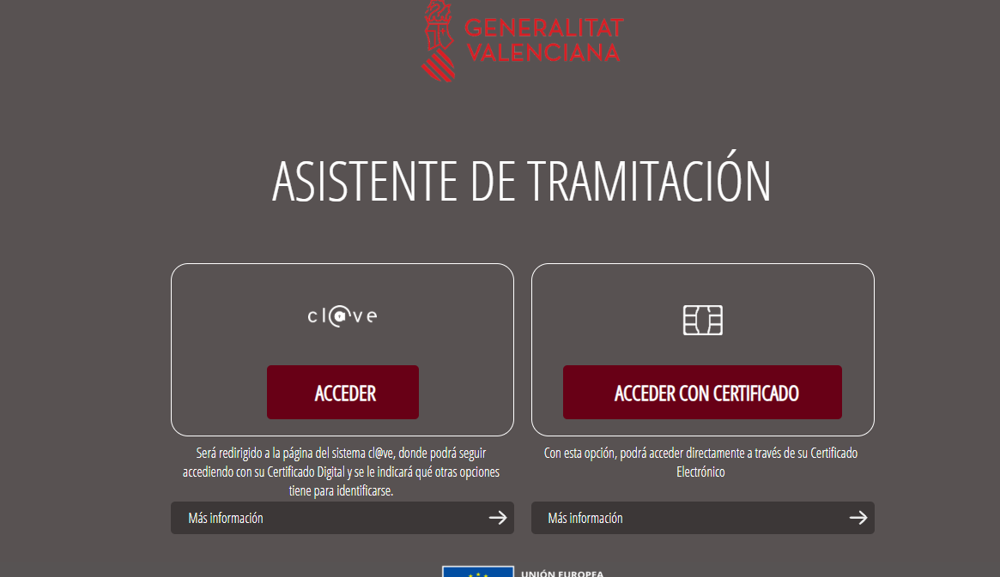 GENERALITAT
VALENCIANA
ASISTENTE DE TRAMITACIÓN
cl@ve
ACCEDER
Será redirigido a la página del sistema cl@ve, donde podrá seguir
accediendo con su Certificado Digital y se le indicará qué otras opciones
tiene para identificarse.
Más información
ACCEDER CON CERTIFICADO
Con esta opción, podrá acceder directamente a través de su Certificado
Electrónico
Más información
UNIÓN EUROPEA